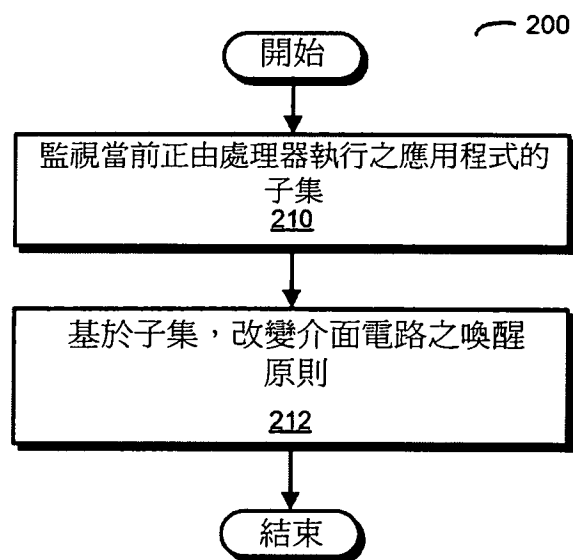 200
開始
監視當前正由處理器執行之應用程式的
子集
210
基於子集，改變介面電路之喚醒
原則
212
結束